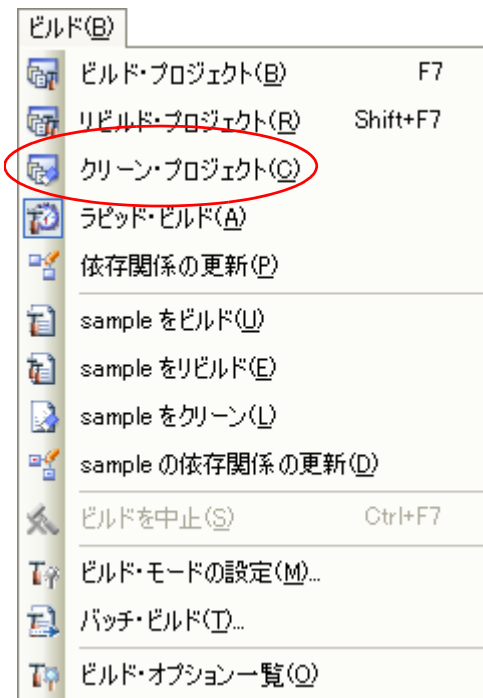 ビルド(B)
ビルド・プロジェクト(B) F7
リビルド・プロジェクト(R) Shift+F7
クリーン・プロジェクト(C)
ラピッド・ビルド(A)
依存関係の更新(P)
sample をビルド(U)
sample をリビルド(E)
sample をクリーン(L)
sample の依存関係の更新(D)
ビルドを中止(S) Ctrl+F7
ビルド・モードの設定(M)...
バッチ・ビルド(T)...
ビルド・オプション一覧(O)